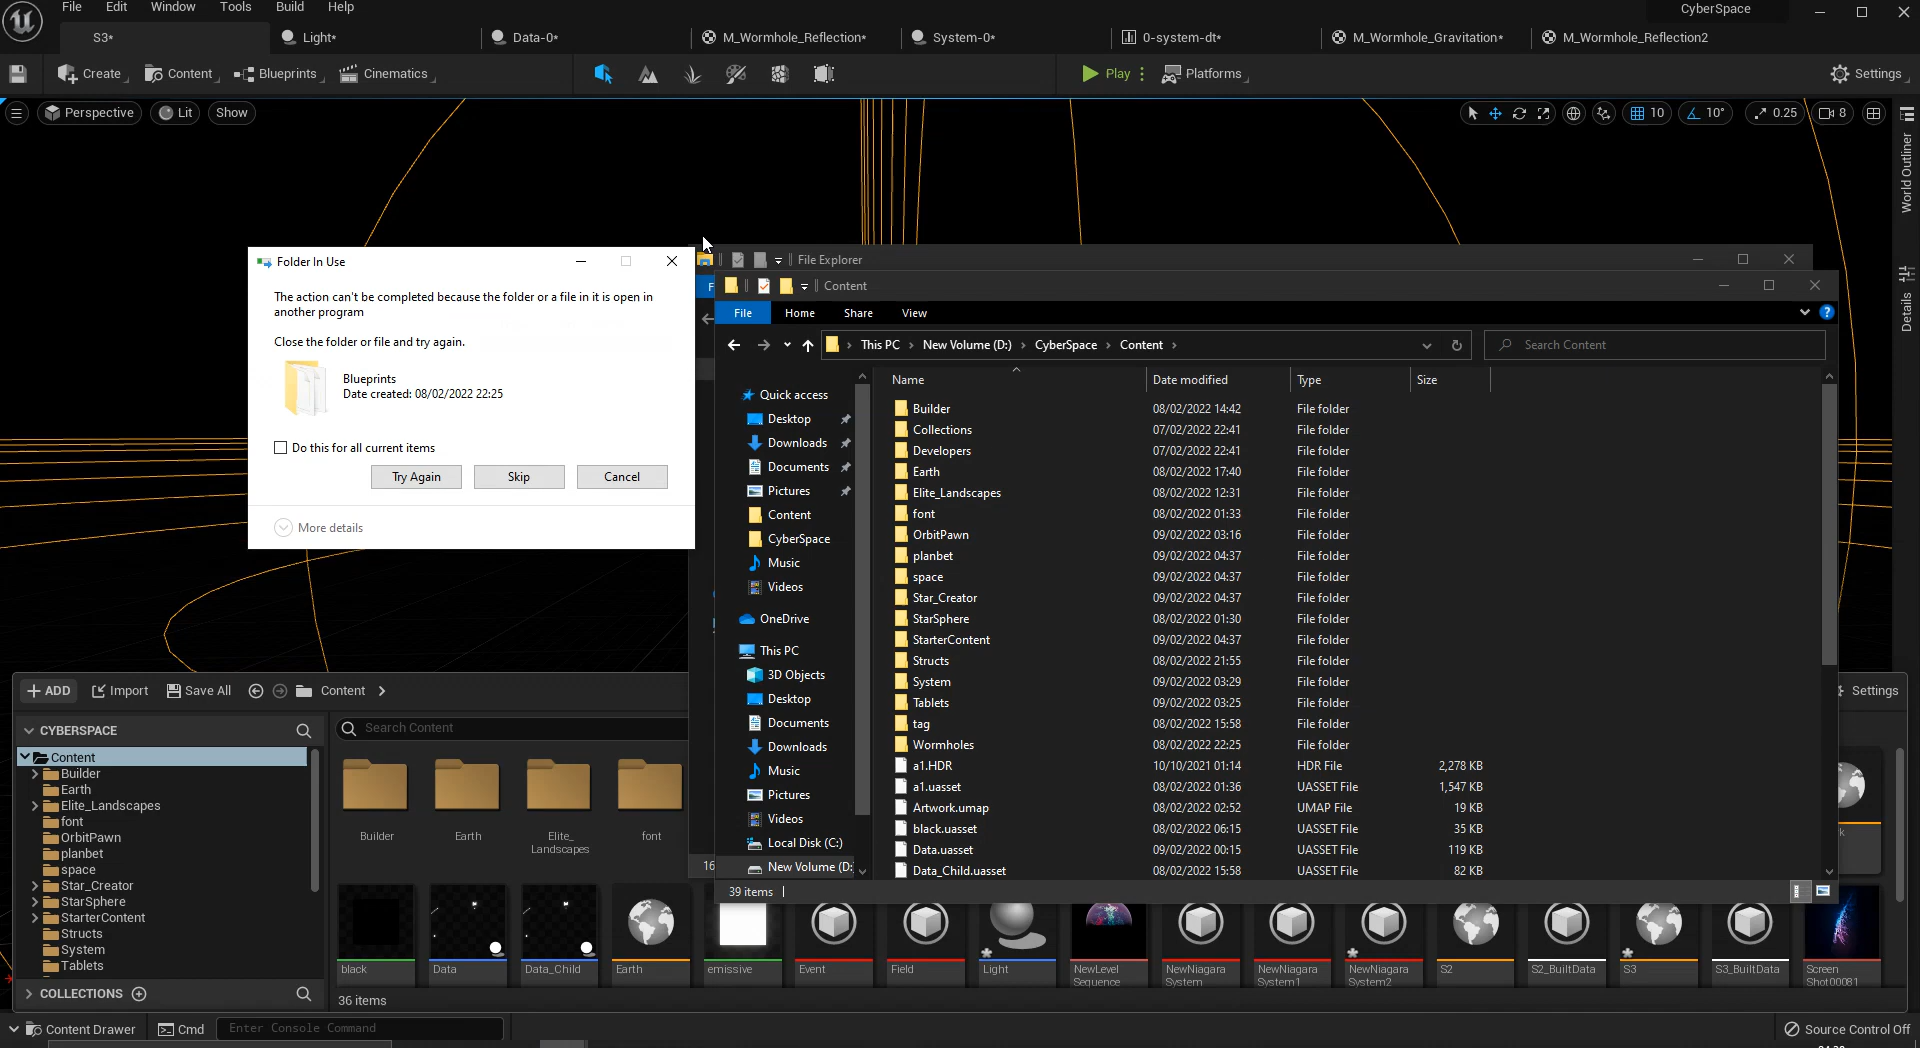 File Edit Window Tools Build Help
CyberSpace
S3*
Light*
Data-0*
M_Wormhole_Reflection*
System-0*
0-system-dt*
M_Wormhole_Gravitation*
M_Wormhole_Reflection2
Create
Content
Blueprints
Cinematics
Play
Platforms
Settings
Perspective
Lit
Show
10
10°
0.25
8
World Outliner
Details
Folder In Use
The action can't be completed because the folder or a file in it is open in
another program
Close the folder or file and try again.
Blueprints
Date created: 08/02/2022 22:25
Do this for all current items
Try Again
Skip
Cancel
More details
File Explorer
F
Content
File
Home
Share
View
This PC > New Volume (D:) > CyberSpace > Content >
Search Content
Quick access
Desktop
Downloads
Documents
Pictures
Content
CyberSpace
Music
Videos
OneDrive
This PC
3D Objects
Desktop
Documents
Downloads
Music
Pictures
Videos
Local Disk (C:)
New Volume (D:
Name Date modified Type Size
Builder 08/02/2022 14:42 File folder
Collections 07/02/2022 22:41 File folder
Developers 07/02/2022 22:41 File folder
Earth 08/02/2022 17:40 File folder
Elite_Landscapes 08/02/2022 12:31 File folder
font 08/02/2022 01:33 File folder
OrbitPawn 09/02/2022 03:16 File folder
planbet 09/02/2022 04:37 File folder
space 09/02/2022 04:37 File folder
Star_Creator 09/02/2022 04:37 File folder
StarSphere 08/02/2022 01:30 File folder
StarterContent 09/02/2022 04:37 File folder
Structs 08/02/2022 21:55 File folder
System 09/02/2022 03:29 File folder
Tablets 09/02/2022 03:25 File folder
tag 08/02/2022 15:58 File folder
Wormholes 08/02/2022 22:25 File folder
a1.HDR 10/10/2021 01:14 HDR File 2,278 KB
a1.uasset 08/02/2022 01:36 UASSET File 1,547 KB
Artwork.umap 08/02/2022 02:52 UMAP File 19 KB
black.uasset 08/02/2022 06:15 UASSET File 35 KB
Data.uasset 09/02/2022 00:15 UASSET File 119 KB
Data_Child.uasset 08/02/2022 15:58 UASSET File 82 KB
16
39 items
ADD
Import
Save All
Content
Settings
CYBERSPACE
Search Content
Content
Builder
Earth
Elite_Landscapes
font
OrbitPawn
planbet
space
Star_Creator
StarSphere
StarterContent
Structs
System
Tablets
COLLECTIONS
Builder
Earth
Elite_
Landscapes
font
k
black
Data
Data_Child
Earth
emissive
Event
Field
Light
NewLevel
Sequence
NewNiagara
System
NewNiagara
System1
NewNiagara
System2
S2
S2_BuiltData
S3
S3_BuiltData
Screen
Shot00081
36 items
Content Drawer
Cmd
Enter Console Command
Source Control Off